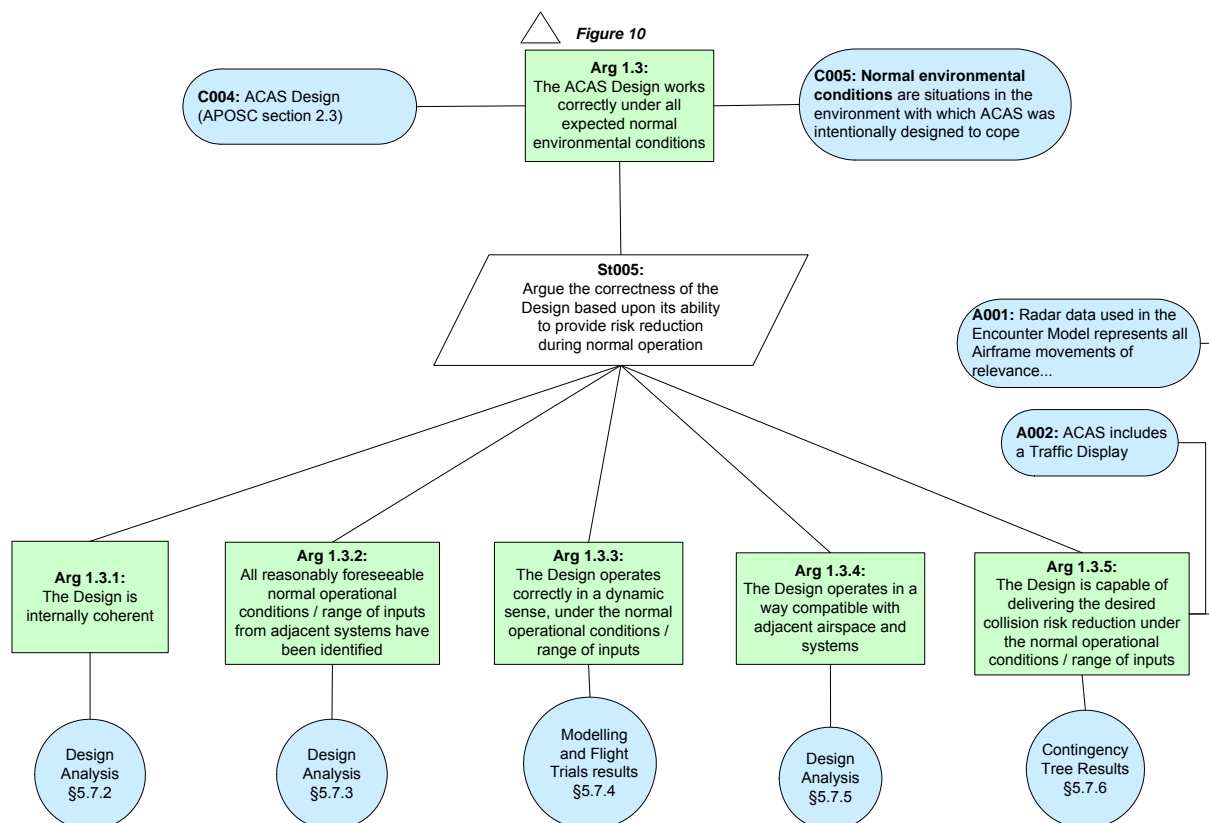 Figure 10
Arg 1.3:
The ACAS Design works
correctly under all
expected normal
environmental conditions
C004: ACAS Design
(APOSC section 2.3)
C005: Normal environmental
conditions are situations in the
environment with which ACAS was
intentionally designed to cope
St005:
Argue the correctness of the
Design based upon its ability
to provide risk reduction
during normal operation
A001: Radar data used in the
Encounter Model represents all
Airframe movements of
relevance...
A002: ACAS includes
a Traffic Display
Arg 1.3.1:
The Design is
internally coherent
Arg 1.3.2:
All reasonably foreseeable
normal operational
conditions / range of inputs
from adjacent systems have
been identified
Arg 1.3.3:
The Design operates
correctly in a dynamic
sense, under the normal
operational conditions /
range of inputs
Arg 1.3.4:
The Design operates in a
way compatible with
adjacent airspace and
systems
Arg 1.3.5:
The Design is capable of
delivering the desired
collision risk reduction under
the normal operational
conditions / range of inputs
Design
Analysis
§5.7.2
Design
Analysis
§5.7.3
Modelling
and Flight
Trials results
§5.7.4
Design
Analysis
§5.7.5
Contingency
Tree Results
§5.7.6